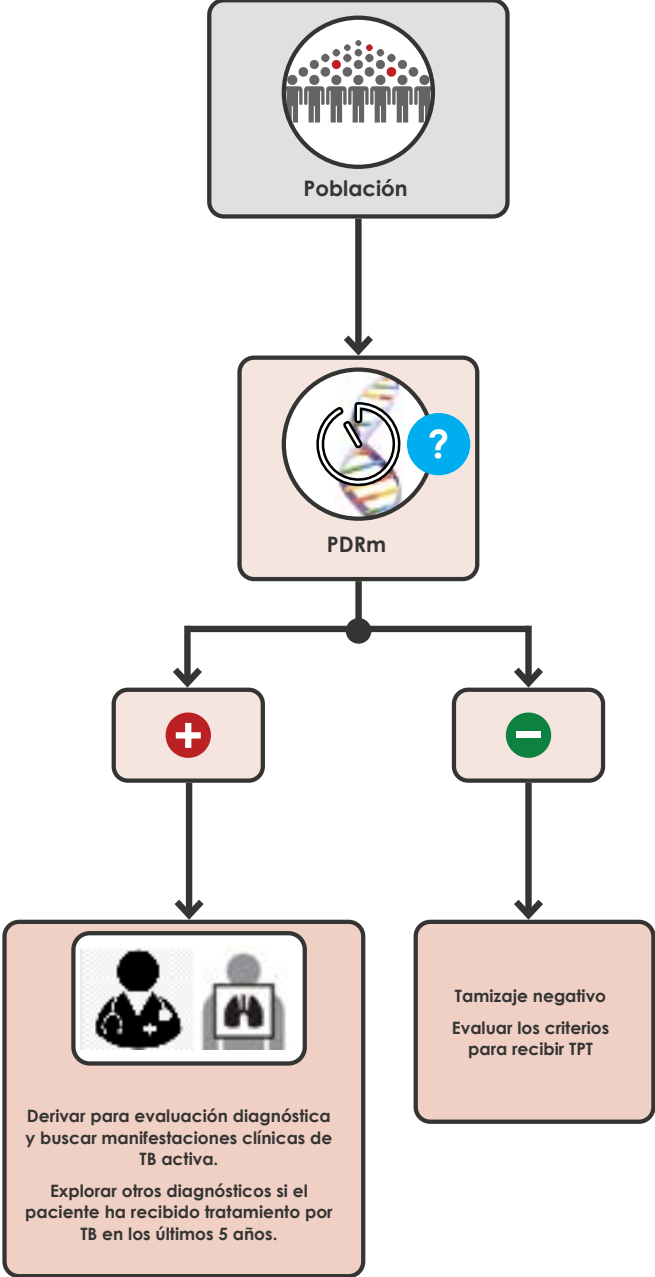 Población
?
PDRm
Tamizaje negativo
Evaluar los criterios
para recibir TPT
Derivar para evaluación diagnóstica
y buscar manifestaciones clínicas de
TB activa.
Explorar otros diagnósticos si el
paciente ha recibido tratamiento por
TB en los últimos 5 años.